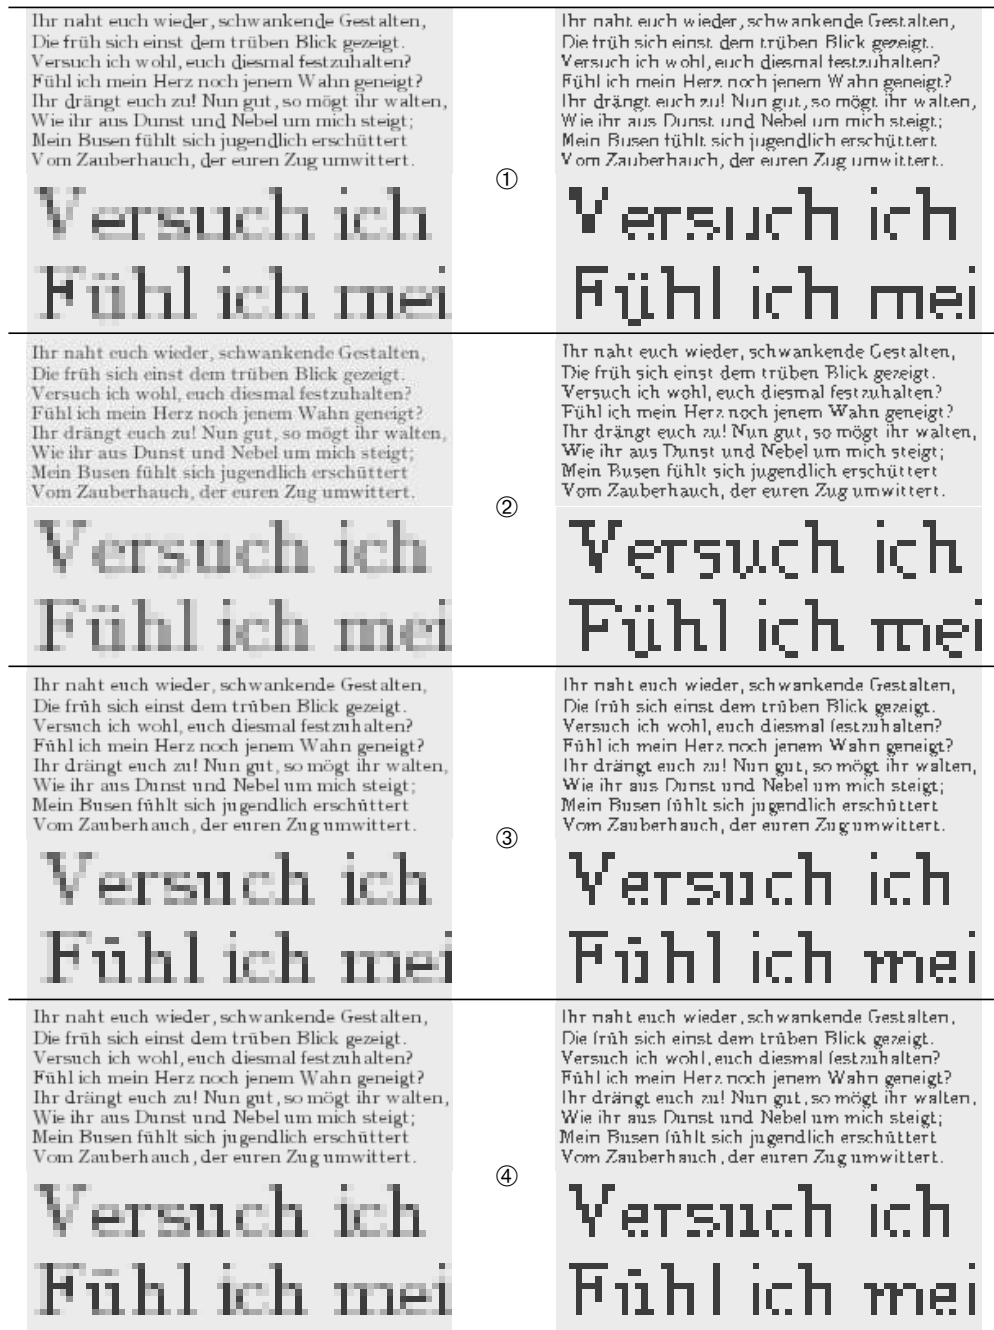 Ihr naht euch wieder, schwankende Gestalten,
Die früh sich einst dem trüben Blick gezeigt.
Versuch ich wohl, euch diesmal festzuhalten?
Fühl ich mein Herz noch jenem Wahn geneigt?
Ihr drängt euch zu! Nun gut, so mögt ihr walten,
Wie ihr aus Dunst und Nebel um mich steigt;
Mein Busen fühlt sich jugendlich erschüttert
Vom Zauberhauch, der euren Zug umwittert.
Versuch ich
Fühl ich mei
①
Ihr naht euch wieder, schwankende Gestalten,
Die früh sich einst dem trüben Blick gezeigt.
Versuch ich wohl, euch diesmal festzuhalten?
Fühl ich mein Herz noch jenem Wahn geneigt?
Ihr drängt euch zu! Nun gut, so mögt ihr walten,
Wie ihr aus Dunst und Nebel um mich steigt;
Mein Busen fühlt sich jugendlich erschüttert
Vom Zauberhauch, der euren Zug umwittert.
Versuch ich
Fühl ich mei
Ihr naht euch wieder, schwankende Gestalten,
Die früh sich einst dem trüben Blick gezeigt.
Versuch ich wohl, euch diesmal festzuhalten?
Fühl ich mein Herz noch jenem Wahn geneigt?
Ihr drängt euch zu! Nun gut, so mögt ihr walten,
Wie ihr aus Dunst und Nebel um mich steigt;
Mein Busen fühlt sich jugendlich erschüttert
Vom Zauberhauch, der euren Zug umwittert.
Versuch ich
Fühl ich mei
②
Ihr naht euch wieder, schwankende Gestalten,
Die früh sich einst dem trüben Blick gezeigt.
Versuch ich wohl, euch diesmal festzuhalten?
Fühl ich mein Herz noch jenem Wahn geneigt?
Ihr drängt euch zu! Nun gut, so mögt ihr walten,
Wie ihr aus Dunst und Nebel um mich steigt;
Mein Busen fühlt sich jugendlich erschüttert
Vom Zauberhauch, der euren Zug umwittert.
Versuch ich
Fühl ich mei
Ihr naht euch wieder, schwankende Gestalten,
Die früh sich einst dem trüben Blick gezeigt.
Versuch ich wohl, euch diesmal festzuhalten?
Fühl ich mein Herz noch jenem Wahn geneigt?
Ihr drängt euch zu! Nun gut, so mögt ihr walten,
Wie ihr aus Dunst und Nebel um mich steigt;
Mein Busen fühlt sich jugendlich erschüttert
Vom Zauberhauch, der euren Zug umwittert.
Versuch ich
Fühl ich mei
③
Ihr naht euch wieder, schwankende Gestalten,
Die früh sich einst dem trüben Blick gezeigt.
Versuch ich wohl, euch diesmal festzuhalten?
Fühl ich mein Herz noch jenem Wahn geneigt?
Ihr drängt euch zu! Nun gut, so mögt ihr walten,
Wie ihr aus Dunst und Nebel um mich steigt;
Mein Busen fühlt sich jugendlich erschüttert
Vom Zauberhauch, der euren Zug umwittert.
Versuch ich
Fühl ich mei
Ihr naht euch wieder, schwankende Gestalten,
Die früh sich einst dem trüben Blick gezeigt.
Versuch ich wohl, euch diesmal festzuhalten?
Fühl ich mein Herz noch jenem Wahn geneigt?
Ihr drängt euch zu! Nun gut, so mögt ihr walten,
Wie ihr aus Dunst und Nebel um mich steigt;
Mein Busen fühlt sich jugendlich erschüttert
Vom Zauberhauch, der euren Zug umwittert.
Versuch ich
Fühl ich mei
④
Ihr naht euch wieder, schwankende Gestalten,
Die früh sich einst dem trüben Blick gezeigt.
Versuch ich wohl, euch diesmal festzuhalten?
Fühl ich mein Herz noch jenem Wahn geneigt?
Ihr drängt euch zu! Nun gut, so mögt ihr walten,
Wie ihr aus Dunst und Nebel um mich steigt;
Mein Busen fühlt sich jugendlich erschüttert
Vom Zauberhauch, der euren Zug umwittert.
Versuch ich
Fühl ich mei